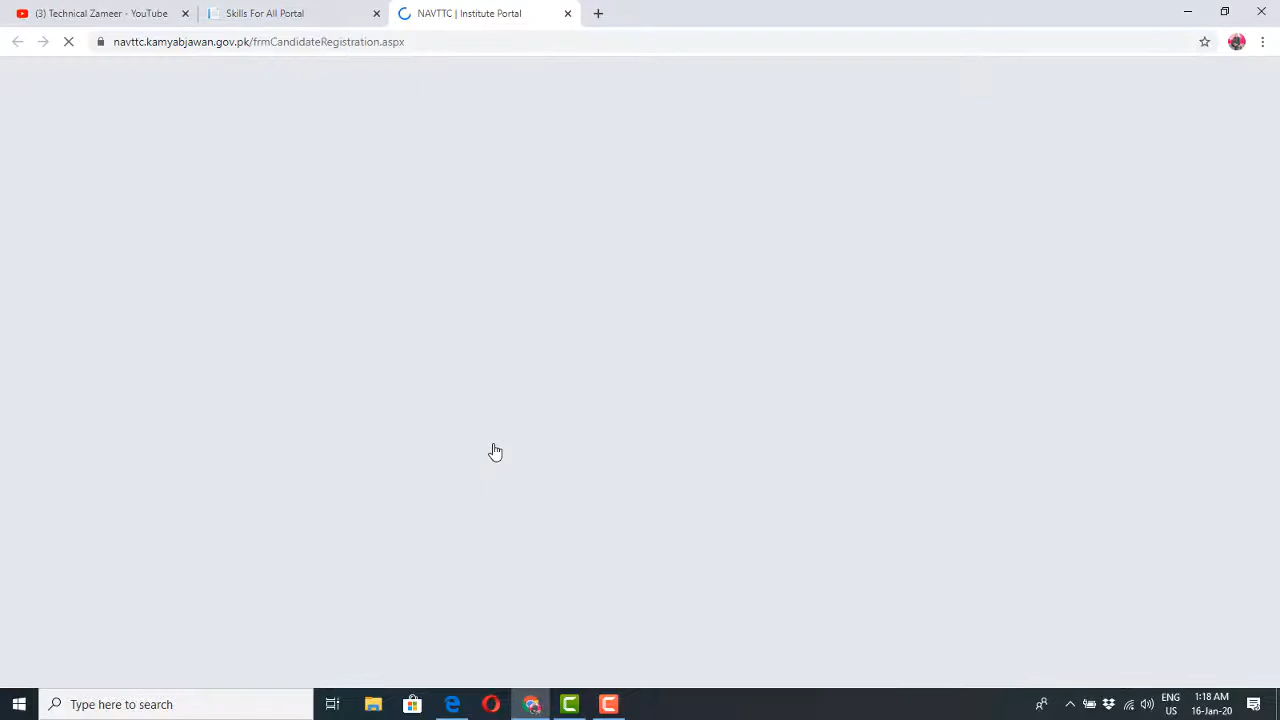 (3) Technical Zameer - YouTube
Skills For All Portal
NAVTTC | Institute Portal
navttc.kamyabjawan.gov.pk/frmCandidateRegistration.aspx
Type here to search
ENG
US
1:18 AM
16-Jan-20